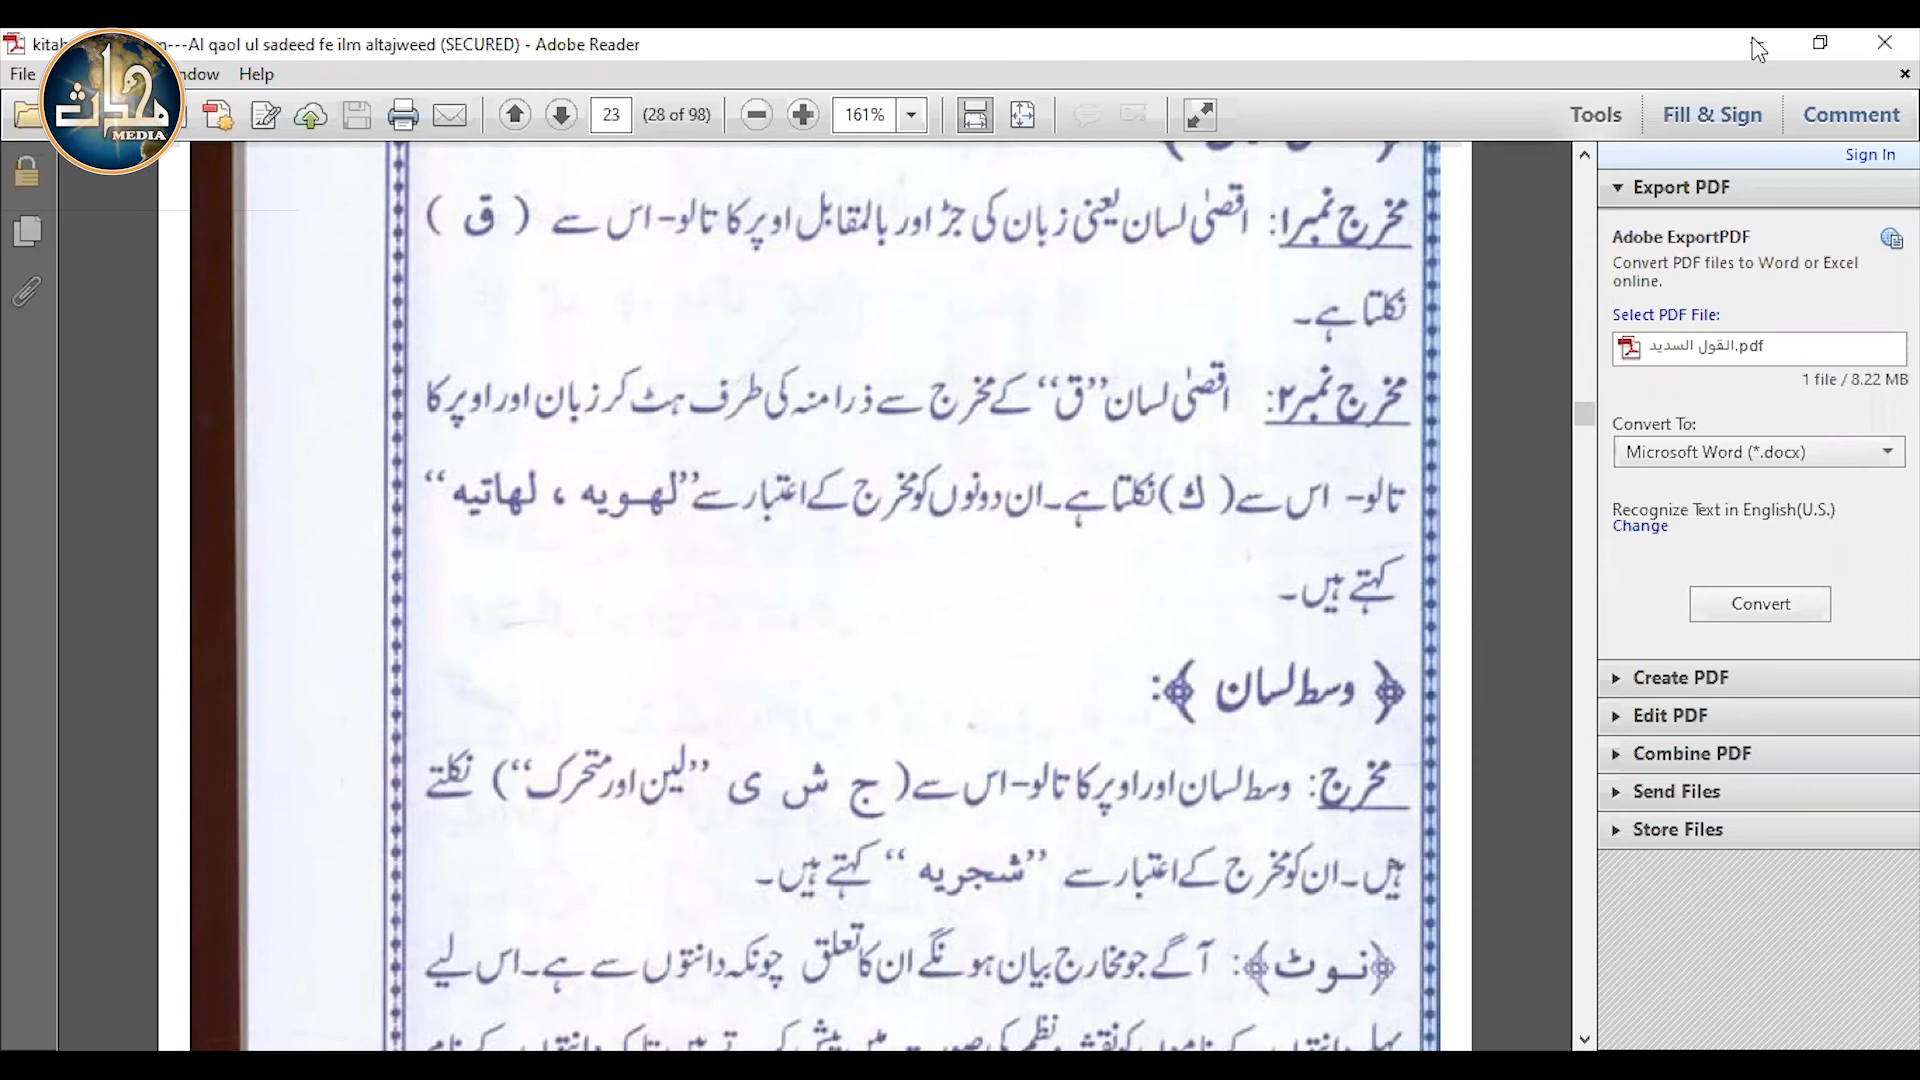 kitab
m---Al qaol ul sadeed fe ilm altajweed (SECURED) - Adobe Reader
File
ndow
Help
MEDIA
23
(28 of 98)
161%
Tools
Fill & Sign
Comment
مخرج نمبر۱: اقصیٰ لسان یعنی زبان کی جڑ اور بالمقابل اوپر کا تالو- اس سے ( ق )
نکلتا ہے۔
مخرج نمبر۲: اقصیٰ لسان ”ق“ کے مخرج سے ذرا منہ کی طرف ہٹ کر زبان اور اوپر کا
تالو- اس سے ( ك ) نکلتا ہے۔ ان دونوں کو مخرج کے اعتبار سے ”لهويه ، لهاتيه“
کہتے ہیں۔
﴿ وسط لسان ﴾:
مخرج: وسط لسان اور اوپر کا تالو- اس سے ( ج ش ی ”لین اور متحرک“) نکلتے
ہیں۔ ان کو مخرج کے اعتبار سے ”شجريه“ کہتے ہیں۔
﴿نوٹ﴾: آگے جو مخارج بیان ہونگے ان کا تعلق چونکہ دانتوں سے ہے۔ اس لیے
Sign In
Export PDF
Adobe ExportPDF
Convert PDF files to Word or Excel
online.
Select PDF File:
القول السديد.pdf
1 file / 8.22 MB
Convert To:
Microsoft Word (*.docx)
Recognize Text in English(U.S.)
Change
Convert
Create PDF
Edit PDF
Combine PDF
Send Files
Store Files